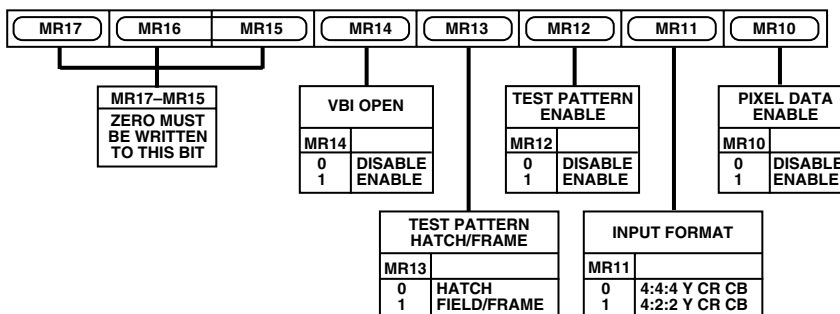 MR17 MR16 MR15 MR14 MR13 MR12 MR11 MR10
MR17–MR15
ZERO MUST
BE WRITTEN
TO THIS BIT
VBI OPEN
MR14
0 DISABLE
1 ENABLE
TEST PATTERN
ENABLE
MR12
0 DISABLE
1 ENABLE
PIXEL DATA
ENABLE
MR10
0 DISABLE
1 ENABLE
TEST PATTERN
HATCH/FRAME
MR13
0 HATCH
1 FIELD/FRAME
INPUT FORMAT
MR11
0 4:4:4 Y CR CB
1 4:2:2 Y CR CB